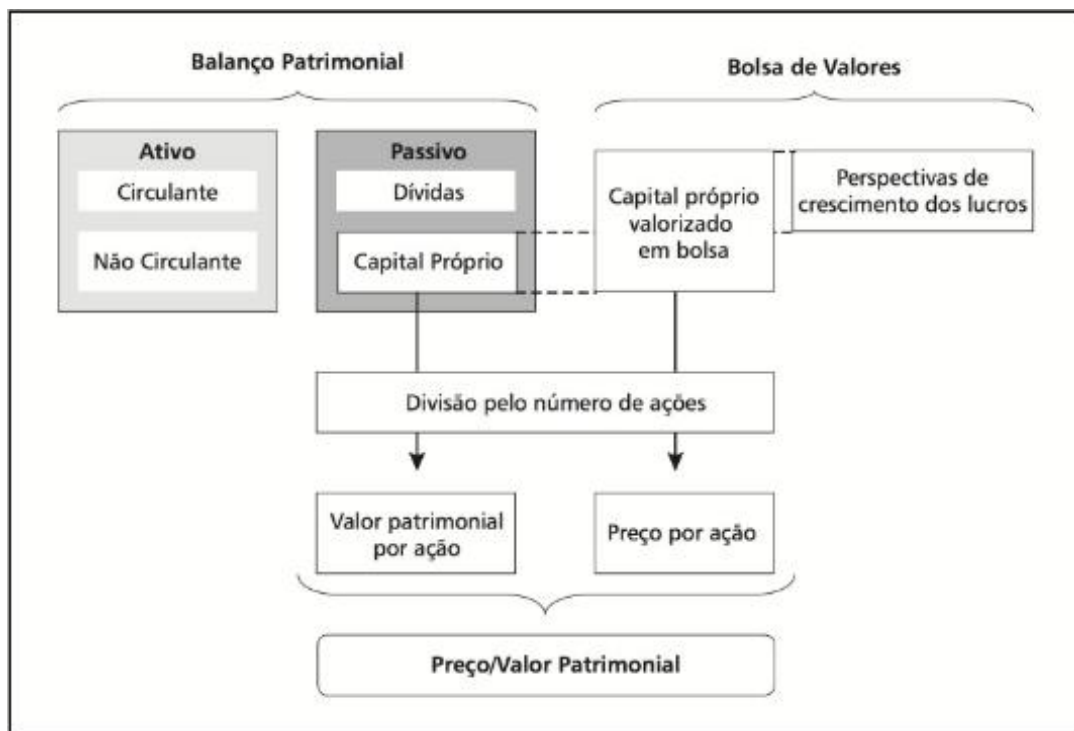 Balanço Patrimonial
Bolsa de Valores
Ativo
Circulante
Não Circulante
Passivo
Dívidas
Capital Próprio
Capital próprio
valorizado
em bolsa
Perspectivas de
crescimento dos lucros
Divisão pelo número de ações
Valor patrimonial
por ação
Preço por ação
Preço/Valor Patrimonial